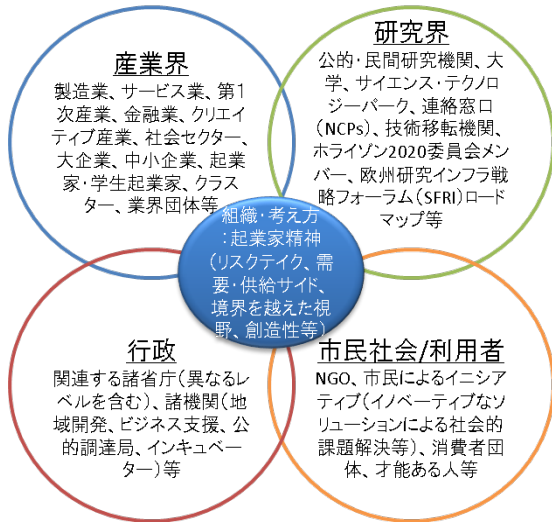 産業界
製造業、サービス業、第1
次産業、金融業、クリエイ
ティブ産業、社会セクター、
大企業、中小企業、起業
家・学生起業家、クラス
ター、業界団体等
研究界
公的・民間研究機関、大
学、サイエンス・テクノロ
ジーパーク、連絡窓口
(NCPs)、技術移転機関、
ホライゾン2020委員会メン
バー、欧州研究インフラ戦
略フォーラム(SFRI)ロード
マップ等
組織・考え方
:起業家精神
(リスクテイク、需
要・供給サイド、
境界を越えた視
野、創造性等)
行政
関連する諸省庁(異なるレ
ベルを含む)、諸機関(地
域開発、ビジネス支援、公
的調達局、インキュベー
ター)等
市民社会/利用者
NGO、市民によるイニシア
ティブ(イノベーティブなソ
リューションによる社会的
課題解決等)、消費者団
体、才能ある人等